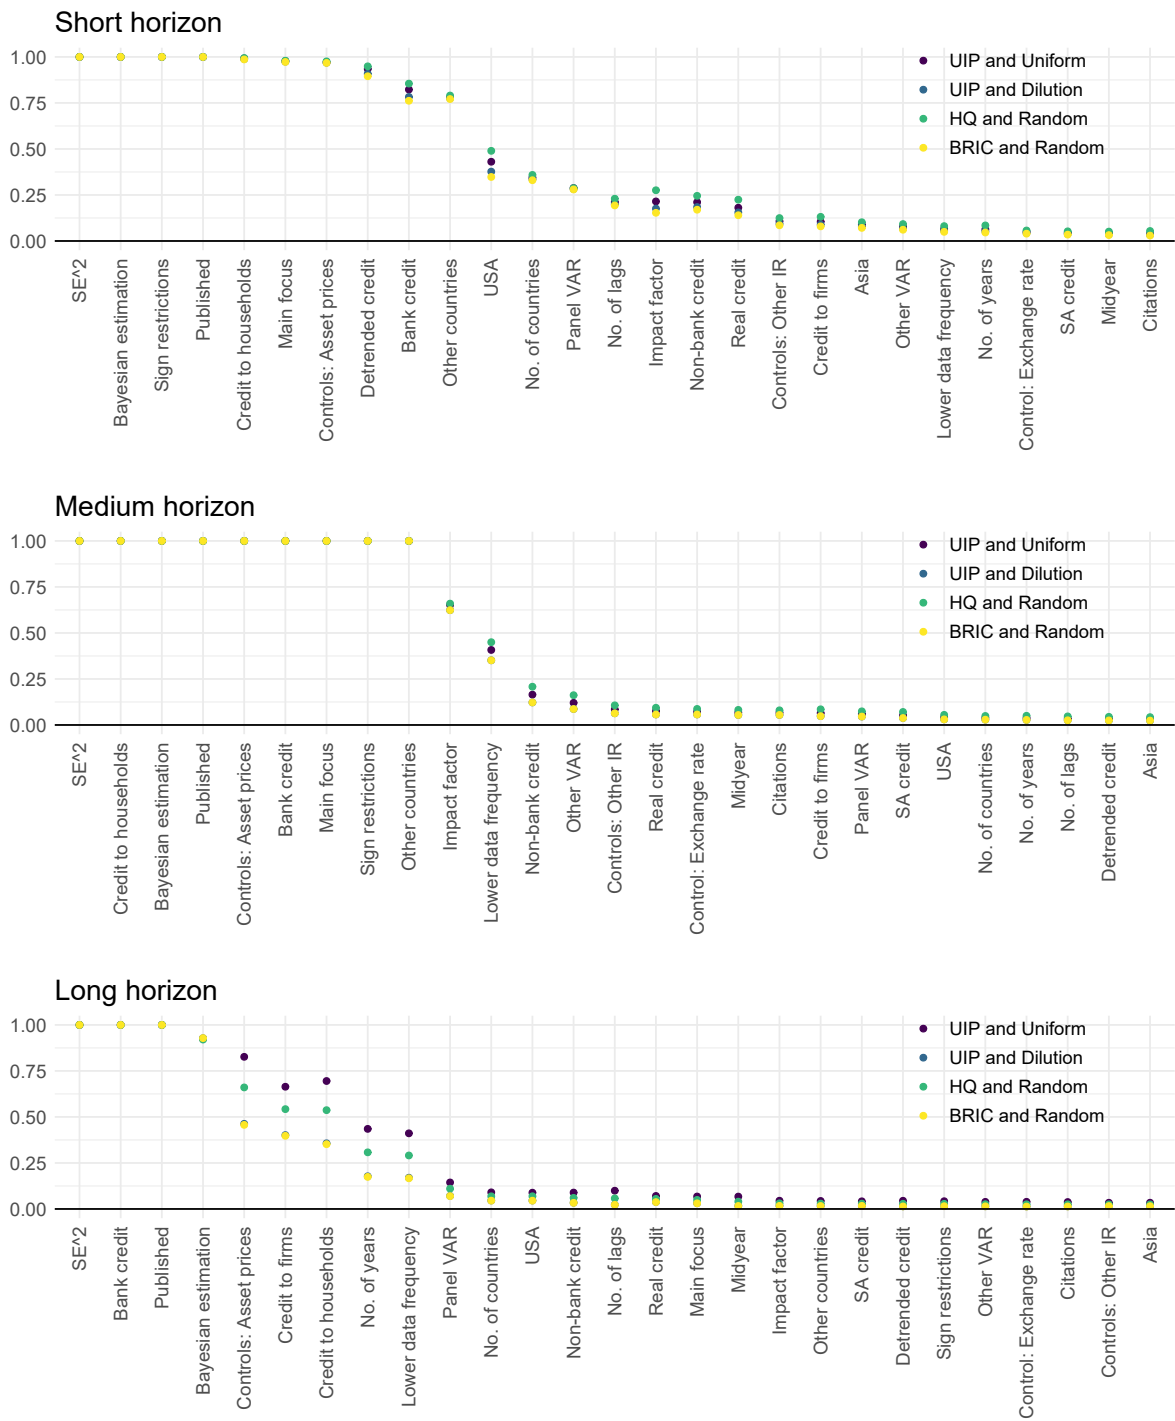 Short horizon
1.00
0.75
0.50
0.25
0.00
UIP and Uniform
UIP and Dilution
HQ and Random
BRIC and Random
SE^2
Bayesian estimation
Sign restrictions
Published
Credit to households
Main focus
Controls: Asset prices
Detrended credit
Bank credit
Other countries
USA
No. of countries
Panel VAR
No. of lags
Impact factor
Non-bank credit
Real credit
Controls: Other IR
Credit to firms
Asia
Other VAR
Lower data frequency
No. of years
Control: Exchange rate
SA credit
Midyear
Citations
Medium horizon
1.00
0.75
0.50
0.25
0.00
UIP and Uniform
UIP and Dilution
HQ and Random
BRIC and Random
SE^2
Credit to households
Bayesian estimation
Published
Controls: Asset prices
Bank credit
Main focus
Sign restrictions
Other countries
Impact factor
Lower data frequency
Non-bank credit
Other VAR
Controls: Other IR
Real credit
Control: Exchange rate
Midyear
Citations
Credit to firms
Panel VAR
SA credit
USA
No. of countries
No. of years
No. of lags
Detrended credit
Asia
Long horizon
1.00
0.75
0.50
0.25
0.00
UIP and Uniform
UIP and Dilution
HQ and Random
BRIC and Random
SE^2
Bank credit
Published
Bayesian estimation
Controls: Asset prices
Credit to firms
Credit to households
No. of years
Lower data frequency
Panel VAR
No. of countries
USA
Non-bank credit
No. of lags
Real credit
Main focus
Midyear
Impact factor
Other countries
SA credit
Detrended credit
Sign restrictions
Other VAR
Control: Exchange rate
Citations
Controls: Other IR
Asia